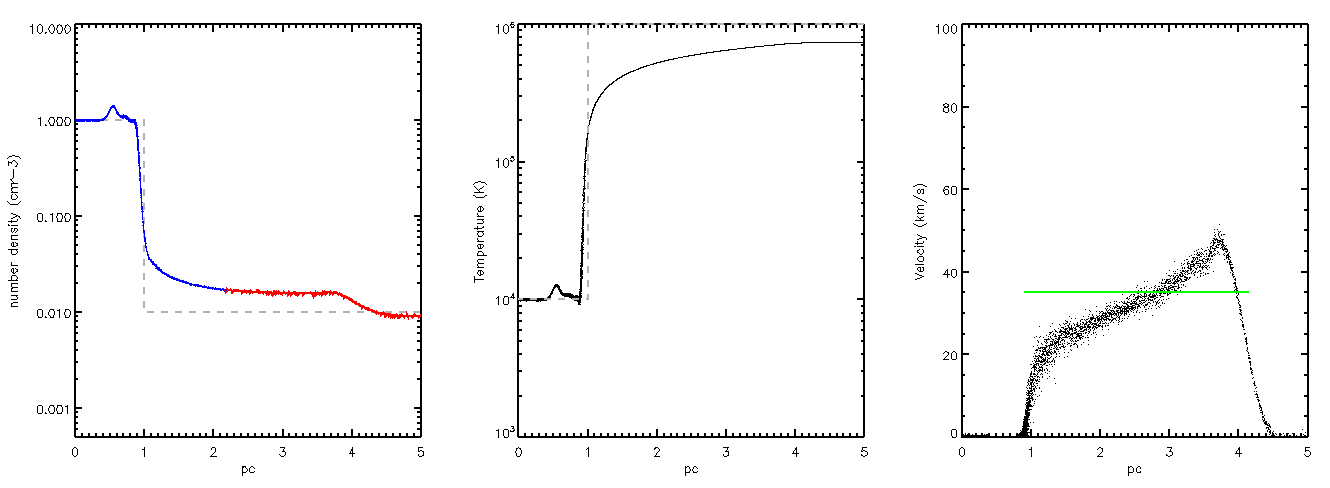 number density (cm−3)
10.000
1.000
0.100
0.010
0.001
0 1 2 3 4 5
pc
Temperature (K)
10⁶
10⁵
10⁴
10³
0 1 2 3 4 5
pc
Velocity (km/s)
100
80
60
40
20
0
0 1 2 3 4 5
pc